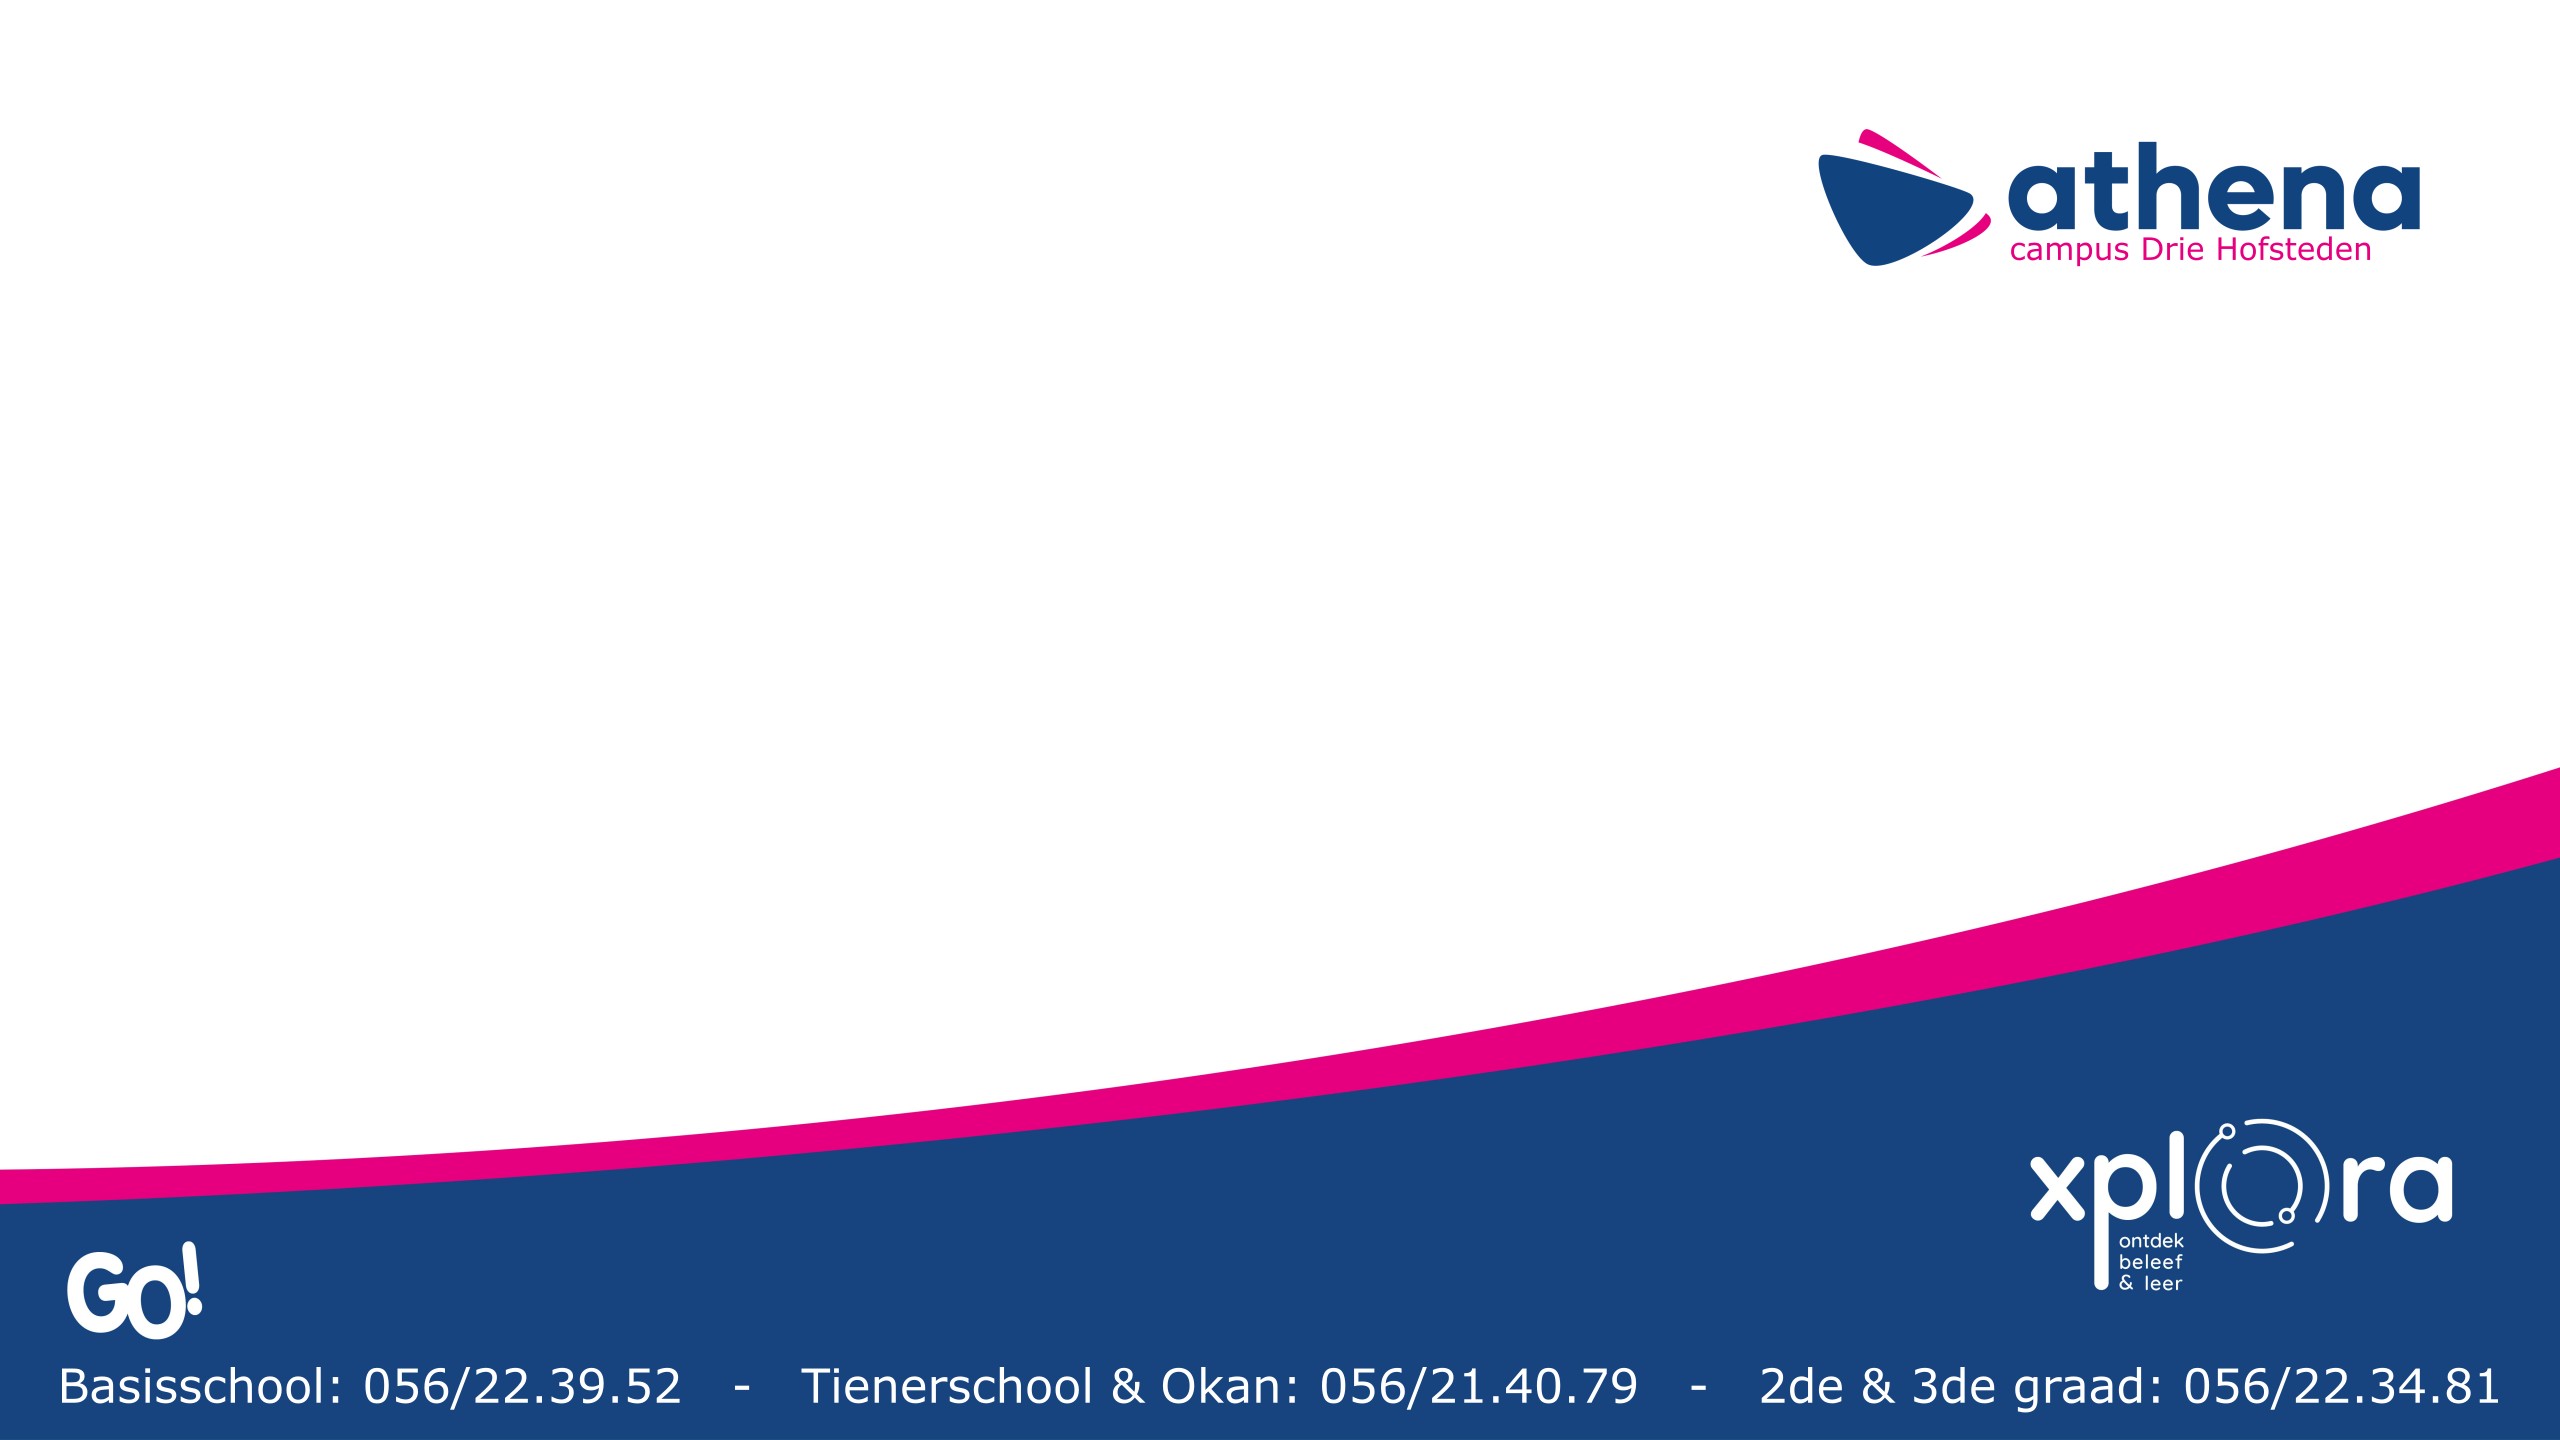 athena
campus Drie Hofsteden
xplora
ontdek
beleef
& leer
GO!
Basisschool: 056/22.39.52 - Tienerschool & Okan: 056/21.40.79 - 2de & 3de graad: 056/22.34.81